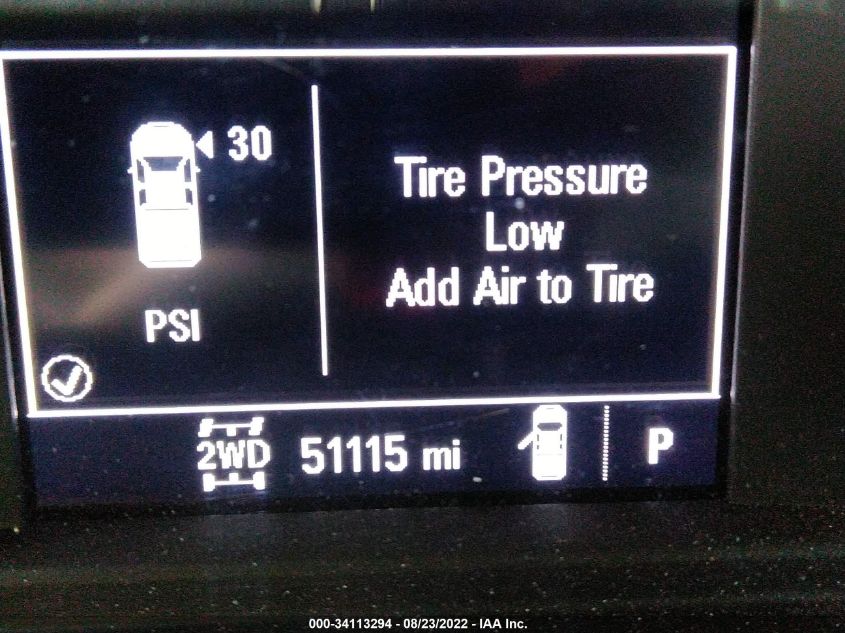 30
PSI
Tire Pressure
Low
Add Air to Tire
2WD 51115 mi P
000-34113294 - 08/23/2022 - IAA Inc.